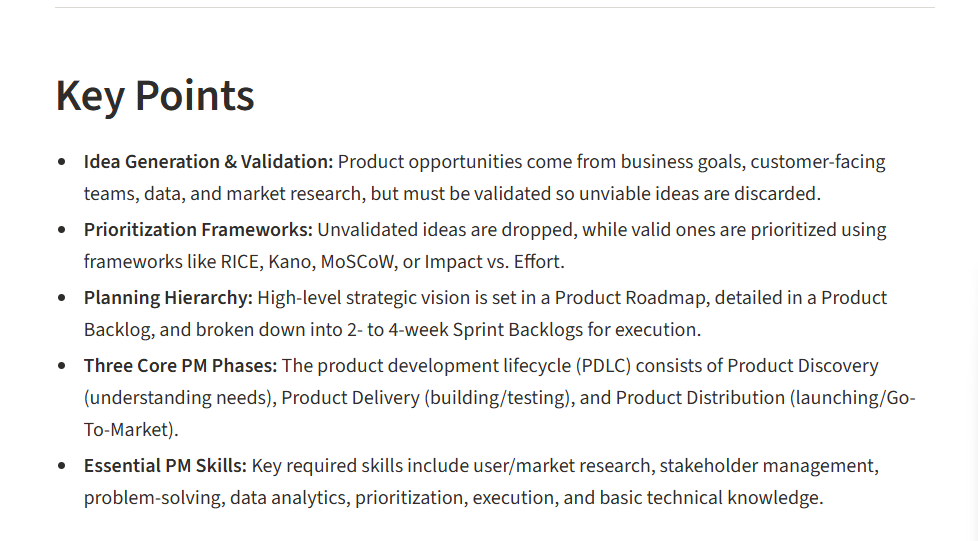 Key Points
• Idea Generation & Validation: Product opportunities come from business goals, customer-facing
teams, data, and market research, but must be validated so unviable ideas are discarded.
• Prioritization Frameworks: Unvalidated ideas are dropped, while valid ones are prioritized using
frameworks like RICE, Kano, MoSCoW, or Impact vs. Effort.
• Planning Hierarchy: High-level strategic vision is set in a Product Roadmap, detailed in a Product
Backlog, and broken down into 2- to 4-week Sprint Backlogs for execution.
• Three Core PM Phases: The product development lifecycle (PDLC) consists of Product Discovery
(understanding needs), Product Delivery (building/testing), and Product Distribution (launching/Go-
To-Market).
• Essential PM Skills: Key required skills include user/market research, stakeholder management,
problem-solving, data analytics, prioritization, execution, and basic technical knowledge.